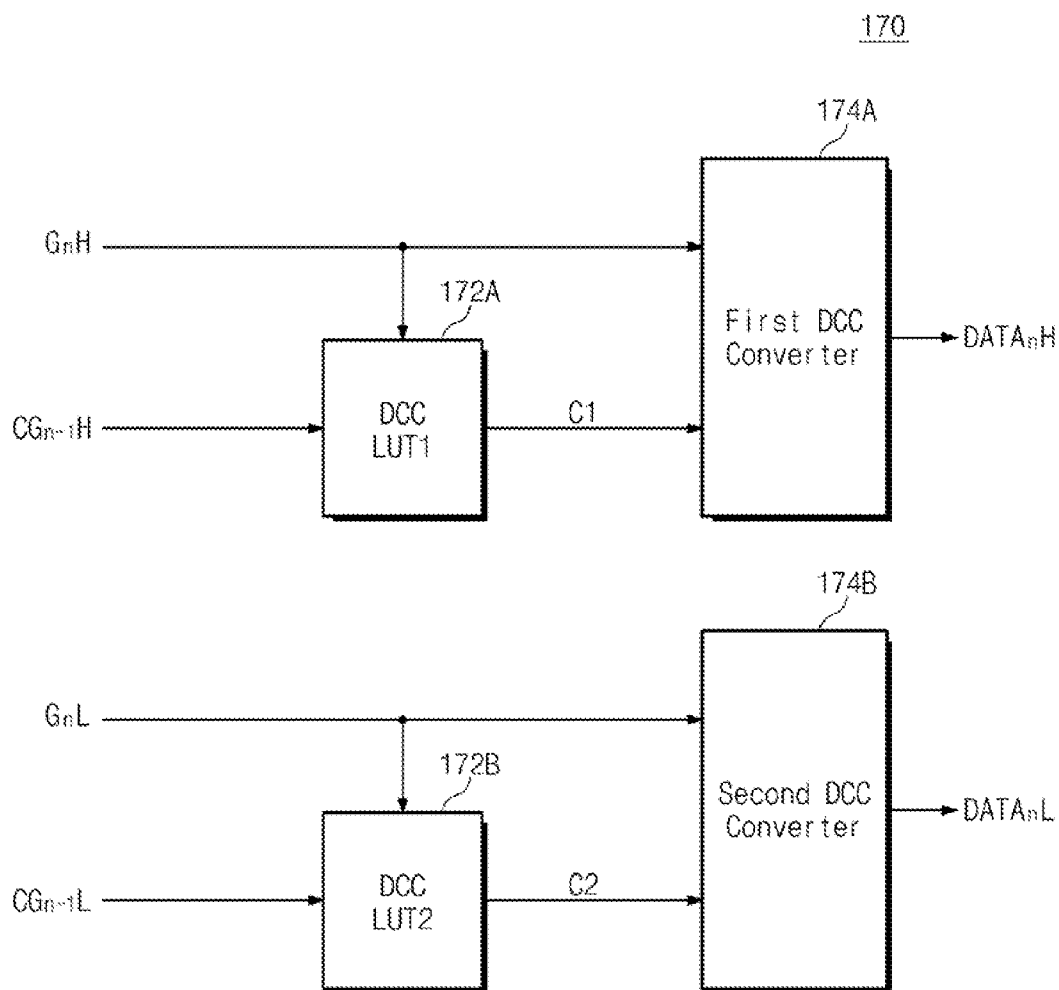 170
174A
GnH
172A
First DCC
Converter
DATAnH
CGn-1H
DCC
LUT1
C1
174B
GnL
172B
Second DCC
Converter
DATAnL
CGn-1L
DCC
LUT2
C2